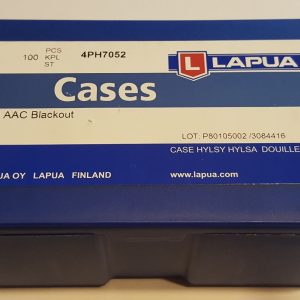 100 PCS KPL ST 4PH7052
L LAPUA
Cases
AAC Blackout
LOT: P80105002 /3084416
CASE HYLSY HYLSA DOUILLE
UA OY LAPUA FINLAND
www.lapua.com